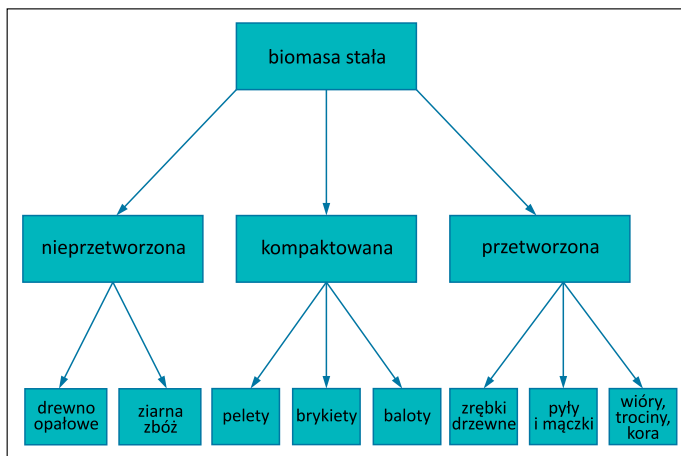 biomasa stała
nieprzetworzona
kompaktowana
przetworzona
drewno
opałowe
ziarna
zbóż
pelety
brykiety
baloty
zrębki
drzewne
pyły
i mączki
wióry,
trociny,
kora